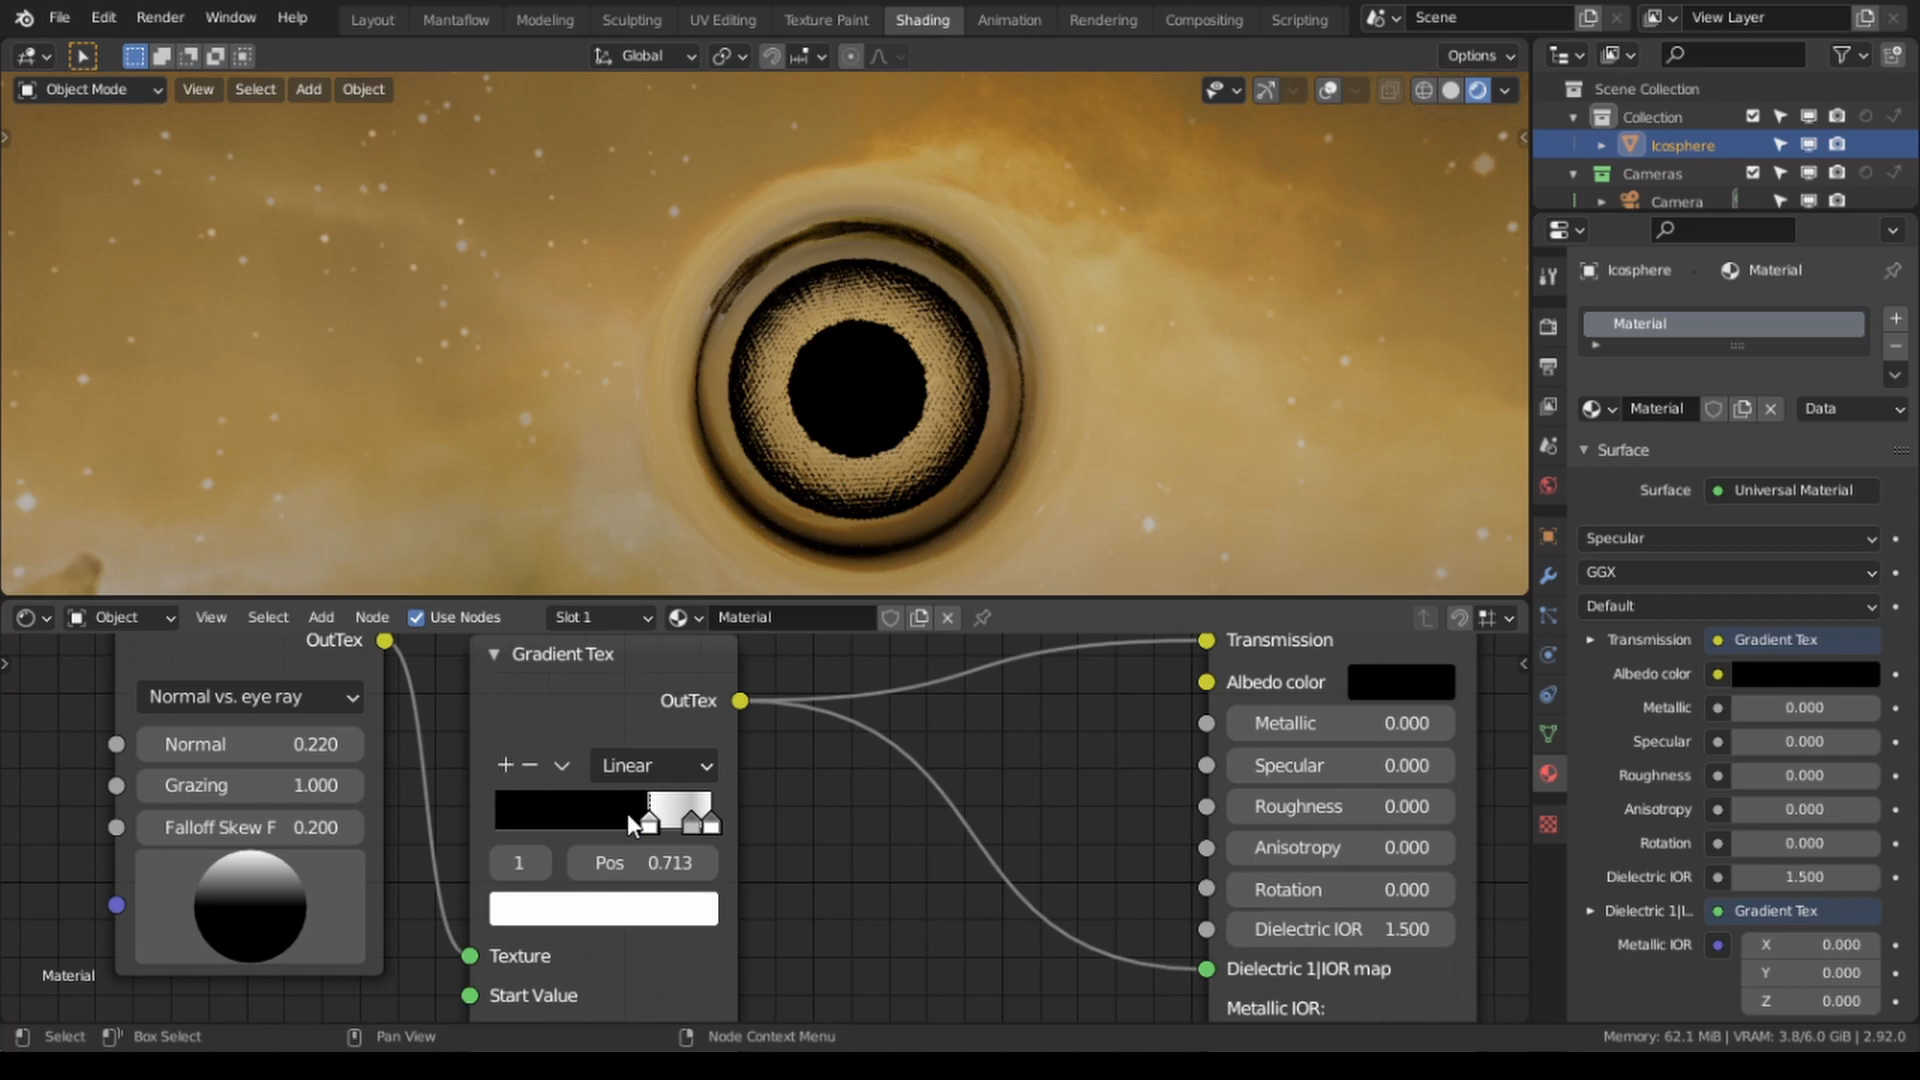 File Edit Render Window Help Layout Mantaflow Modeling Sculpting UV Editing Texture Paint Shading Animation Rendering Compositing Scripting Scene View Layer
Global Options
Object Mode View Select Add Object
Scene Collection
Collection
Icosphere
Cameras
Camera
Icosphere Material
Material
Material Data
Surface
Surface Universal Material
Specular
GGX
Default
Transmission Gradient Tex
Albedo color
Metallic 0.000
Specular 0.000
Roughness 0.000
Anisotropy 0.000
Rotation 0.000
Dielectric IOR 1.500
Dielectric 1|L.. Gradient Tex
Metallic IOR X 0.000
Y 0.000
Z 0.000
Object View Select Add Node Use Nodes Slot 1 Material
OutTex
Normal vs. eye ray
Normal 0.220
Grazing 1.000
Falloff Skew F 0.200
Material
Gradient Tex
OutTex
Linear
1 Pos 0.713
Texture
Start Value
Transmission
Albedo color
Metallic 0.000
Specular 0.000
Roughness 0.000
Anisotropy 0.000
Rotation 0.000
Dielectric IOR 1.500
Dielectric 1|IOR map
Metallic IOR:
Select Box Select Pan View Node Context Menu Memory: 62.1 MiB | VRAM: 3.8/6.0 GiB | 2.92.0